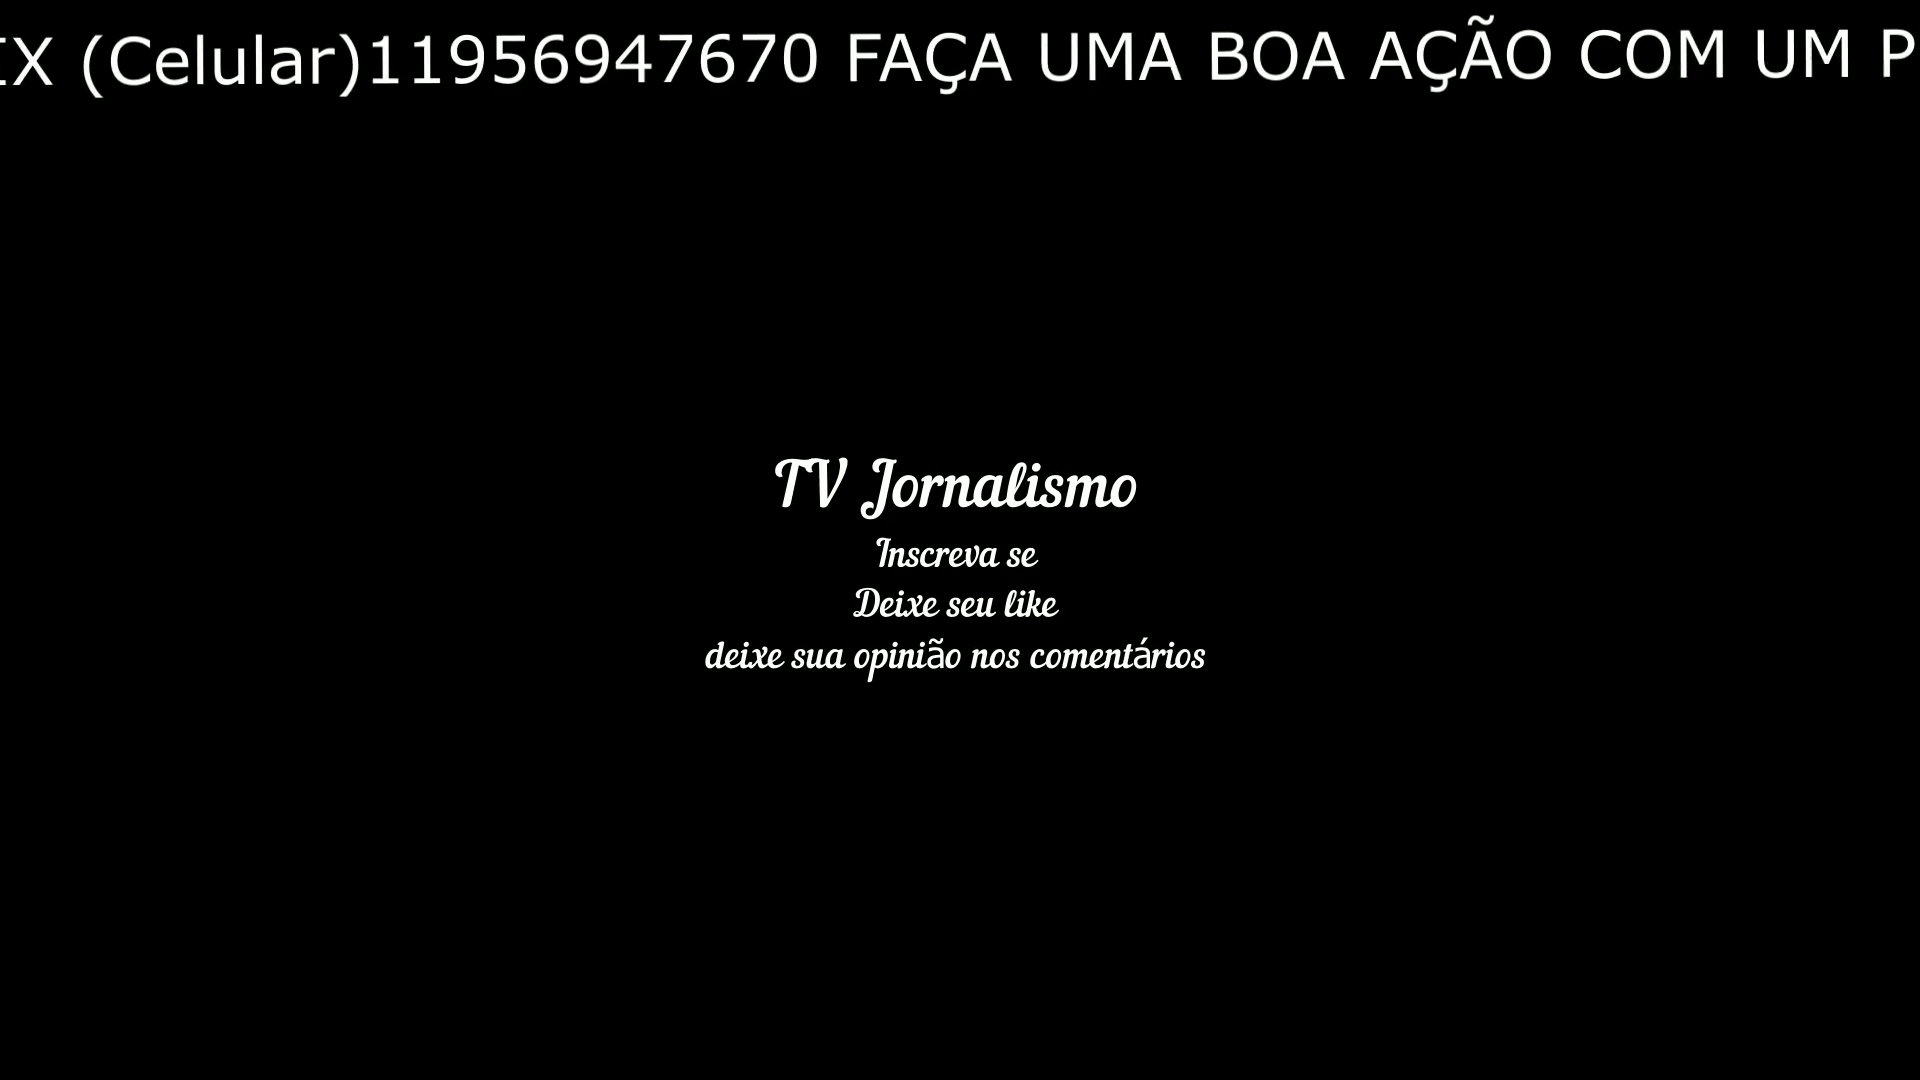 IX (Celular)11956947670 FAÇA UMA BOA AÇÃO COM UM P
TV Jornalismo
Inscreva se
Deixe seu like
deixe sua opinião nos comentários